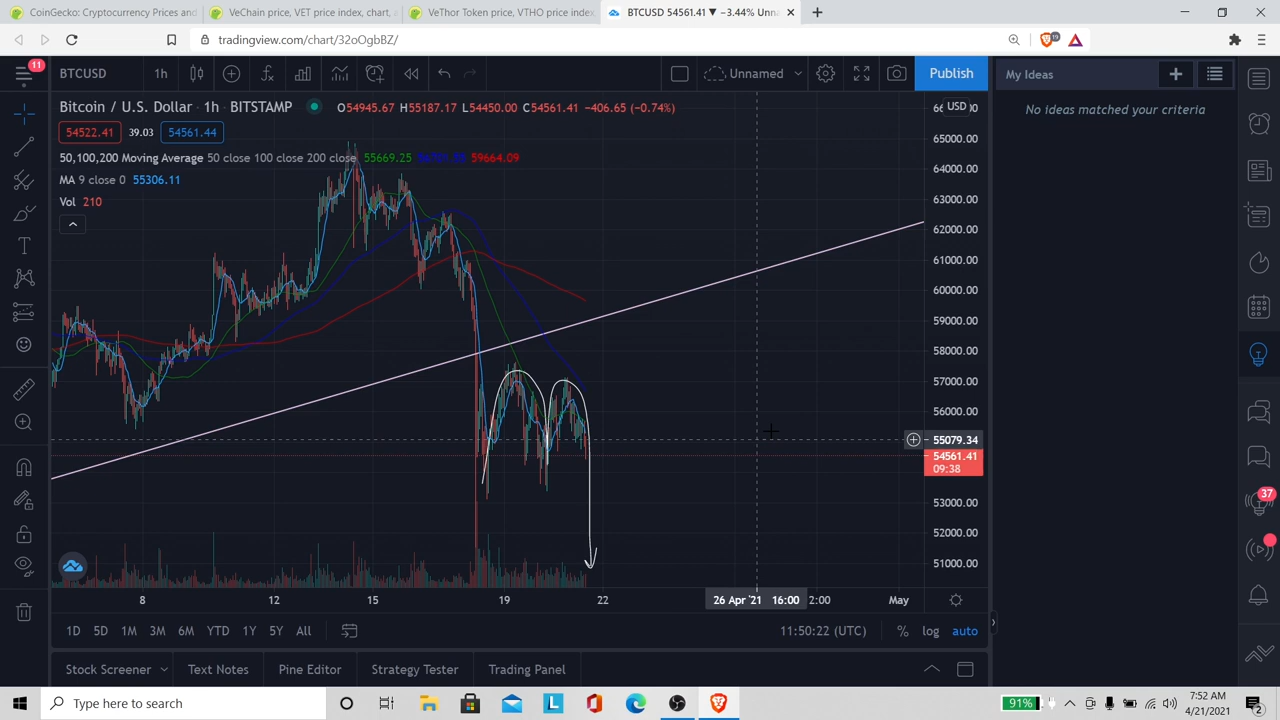 CoinGecko: Cryptocurrency Prices and
VeChain price, VET price index, chart, a
VeThor Token price, VTHO price index
BTCUSD 54561.41 ▼ −3.44% Unna
tradingview.com/chart/32oOgbBZ/
19
11
BTCUSD
1h
Unnamed
Publish
My Ideas
Bitcoin / U.S. Dollar · 1h · BITSTAMP
O54945.67 H55187.17 L54450.00 C54561.41 −406.65 (−0.74%)
USD
No ideas matched your criteria
54522.41
39.03
54561.44
50,100,200 Moving Average 50 close 100 close 200 close 55669.25 59664.09
MA 9 close 0 55306.11
Vol 210
65000.00
64000.00
63000.00
62000.00
61000.00
60000.00
59000.00
58000.00
57000.00
56000.00
55079.34
54561.41
09:38
53000.00
52000.00
51000.00
37
8
12
15
19
22
26 Apr '21 16:00
2:00
May
1D 5D 1M 3M 6M YTD 1Y 5Y All
11:50:22 (UTC)
%
log
auto
Stock Screener
Text Notes
Pine Editor
Strategy Tester
Trading Panel
Type here to search
L
91%
7:52 AM
4/21/2021
2